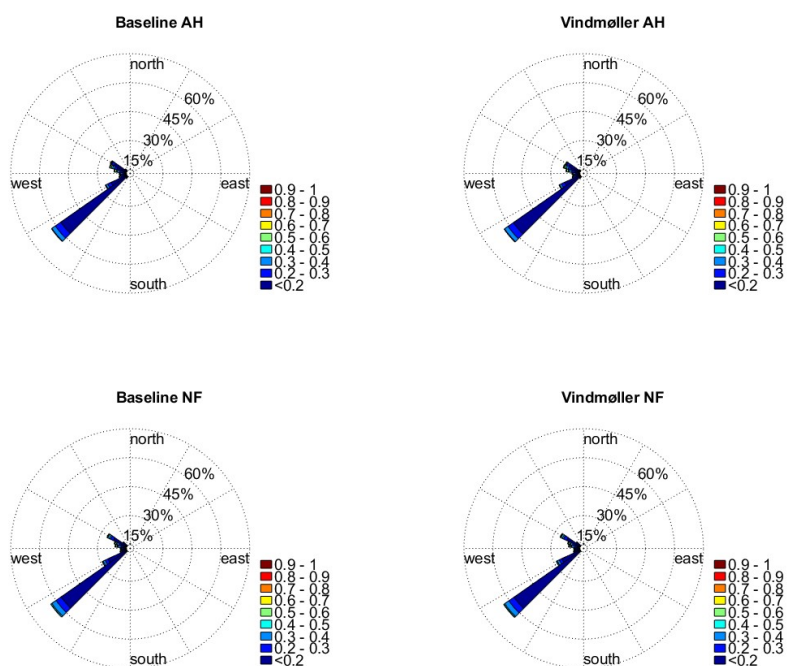 Baseline AH
north
60%
45%
30%
15%
west
east
0.9 - 1
0.8 - 0.9
0.7 - 0.8
0.6 - 0.7
0.5 - 0.6
0.4 - 0.5
0.3 - 0.4
0.2 - 0.3
<0.2
south
Vindmøller AH
north
60%
45%
30%
15%
west
east
0.9 - 1
0.8 - 0.9
0.7 - 0.8
0.6 - 0.7
0.5 - 0.6
0.4 - 0.5
0.3 - 0.4
0.2 - 0.3
<0.2
south
Baseline NF
north
60%
45%
30%
15%
west
east
0.9 - 1
0.8 - 0.9
0.7 - 0.8
0.6 - 0.7
0.5 - 0.6
0.4 - 0.5
0.3 - 0.4
0.2 - 0.3
<0.2
south
Vindmøller NF
north
60%
45%
30%
15%
west
east
0.9 - 1
0.8 - 0.9
0.7 - 0.8
0.6 - 0.7
0.5 - 0.6
0.4 - 0.5
0.3 - 0.4
0.2 - 0.3
<0.2
south